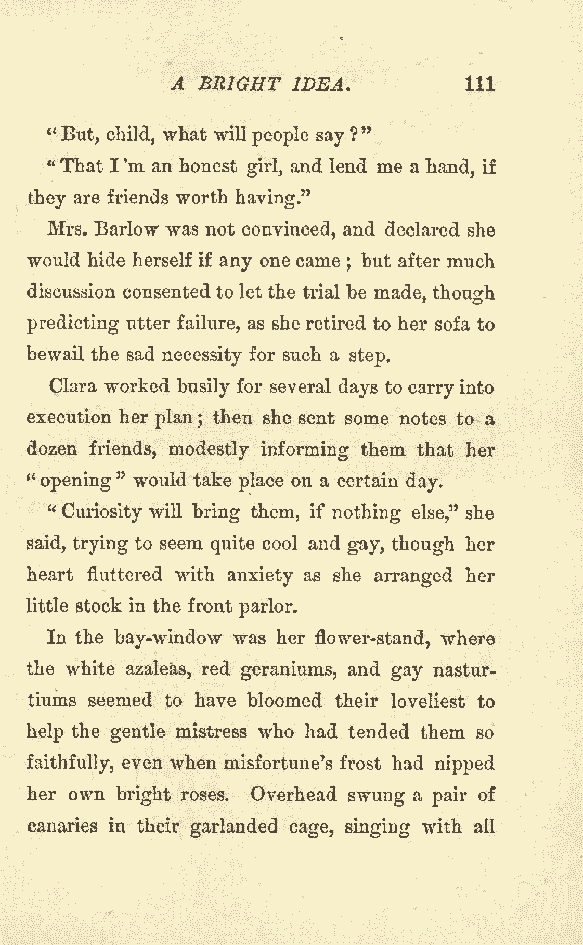 A BRIGHT IDEA. 111
"But, child, what will people say?"
"That I'm an honest girl, and lend me a hand, if
they are friends worth having."
Mrs. Barlow was not convinced, and declared she
would hide herself if any one came; but after much
discussion consented to let the trial be made, though
predicting utter failure, as she retired to her sofa to
bewail the sad necessity for such a step.
Clara worked busily for several days to carry into
execution her plan; then she sent some notes to a
dozen friends, modestly informing them that her
"opening" would take place on a certain day.
"Curiosity will bring them, if nothing else," she
said, trying to seem quite cool and gay, though her
heart fluttered with anxiety as she arranged her
little stock in the front parlor.
In the bay-window was her flower-stand, where
the white azaleas, red geraniums, and gay nastur-
tiums seemed to have bloomed their loveliest to
help the gentle mistress who had tended them so
faithfully, even when misfortune's frost had nipped
her own bright roses. Overhead swung a pair of
canaries in their garlanded cage, singing with all